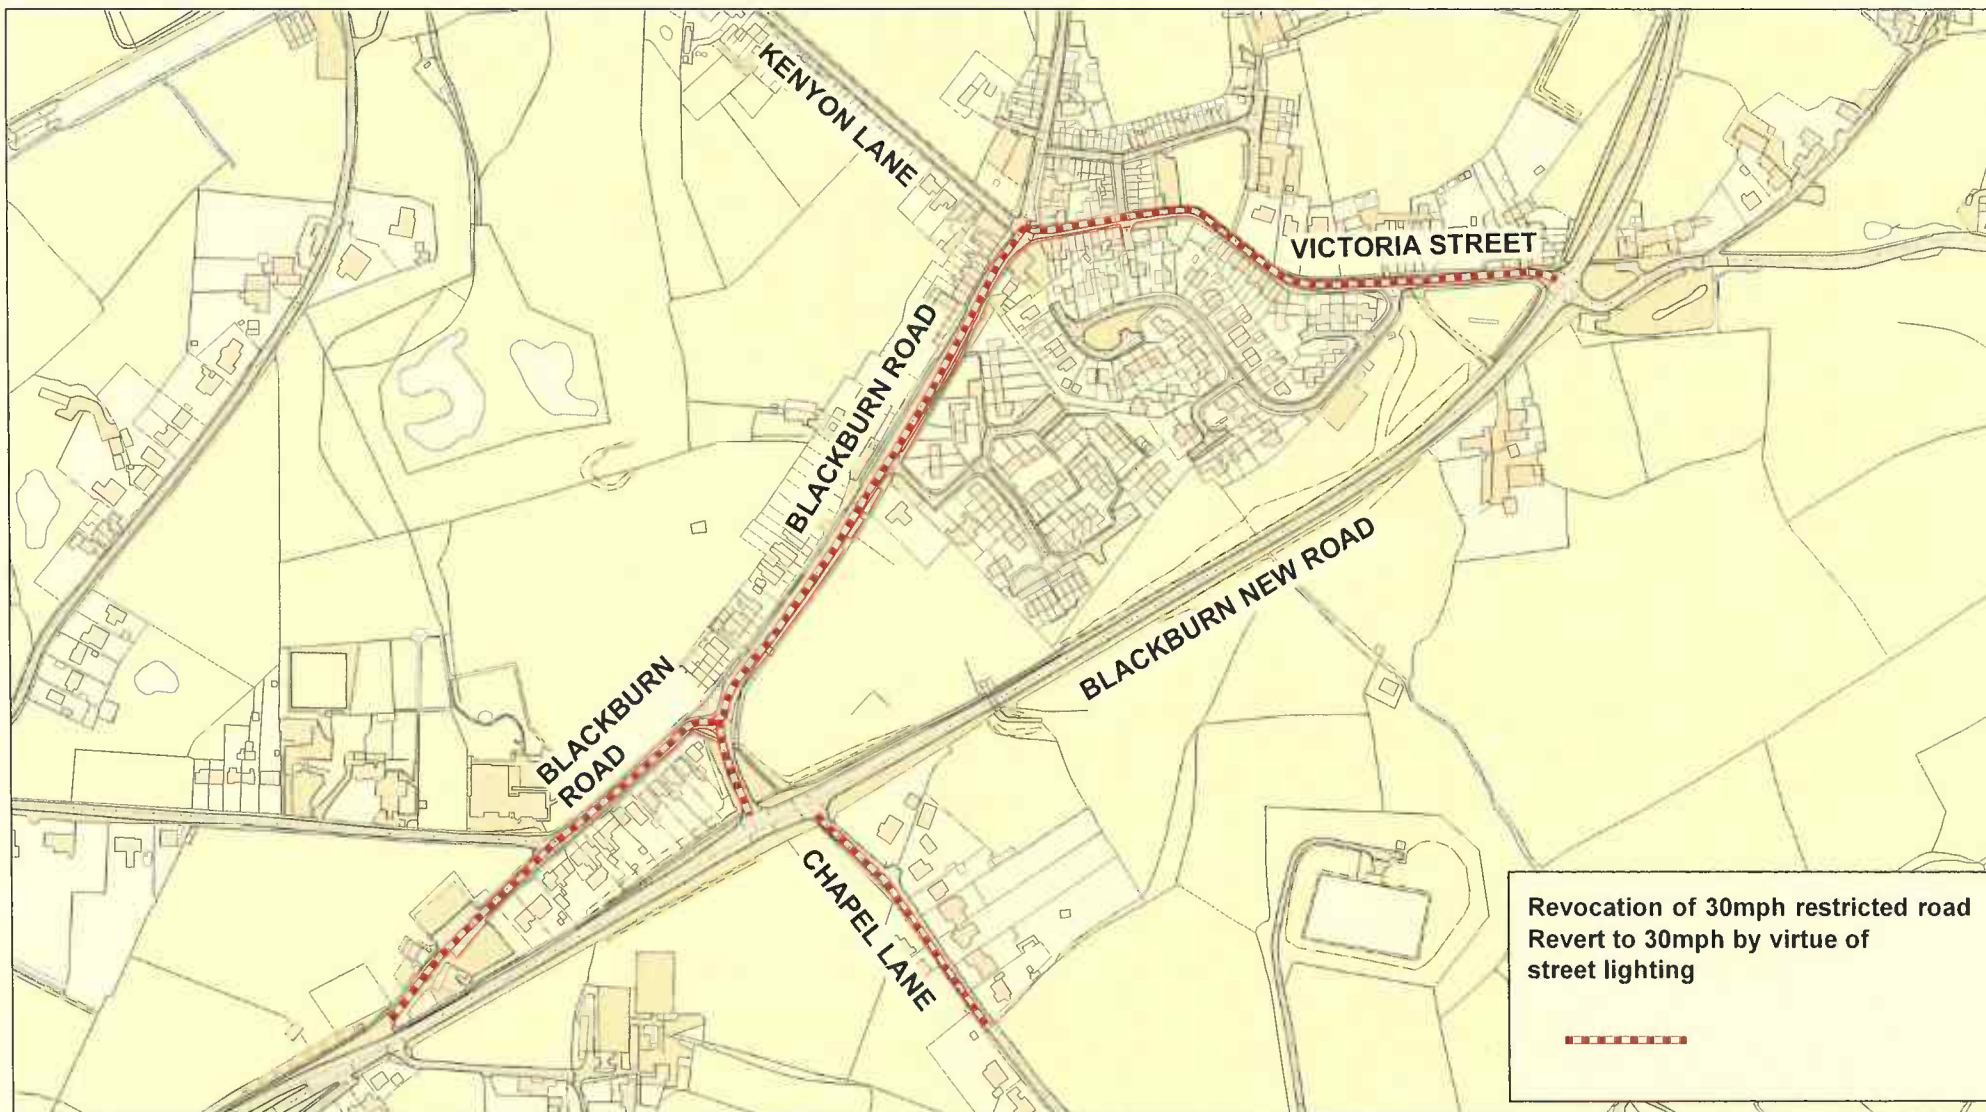 KENYON LANE
VICTORIA STREET
BLACKBURN ROAD
BLACKBURN NEW ROAD
BLACKBURN
ROAD
CHAPEL LANE
Revocation of 30mph restricted road
Revert to 30mph by virtue of
street lighting